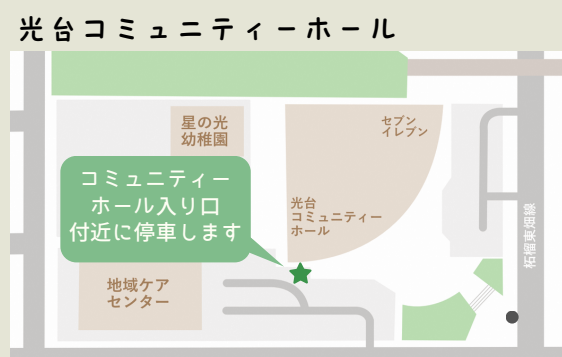 光台コミュニティーホール
星の光
幼稚園
セブン
イレブン
コミュニティー
ホール入り口
付近に停車します
光台
コミュニティー
ホール
柘榴東畑線
地域ケア
センター